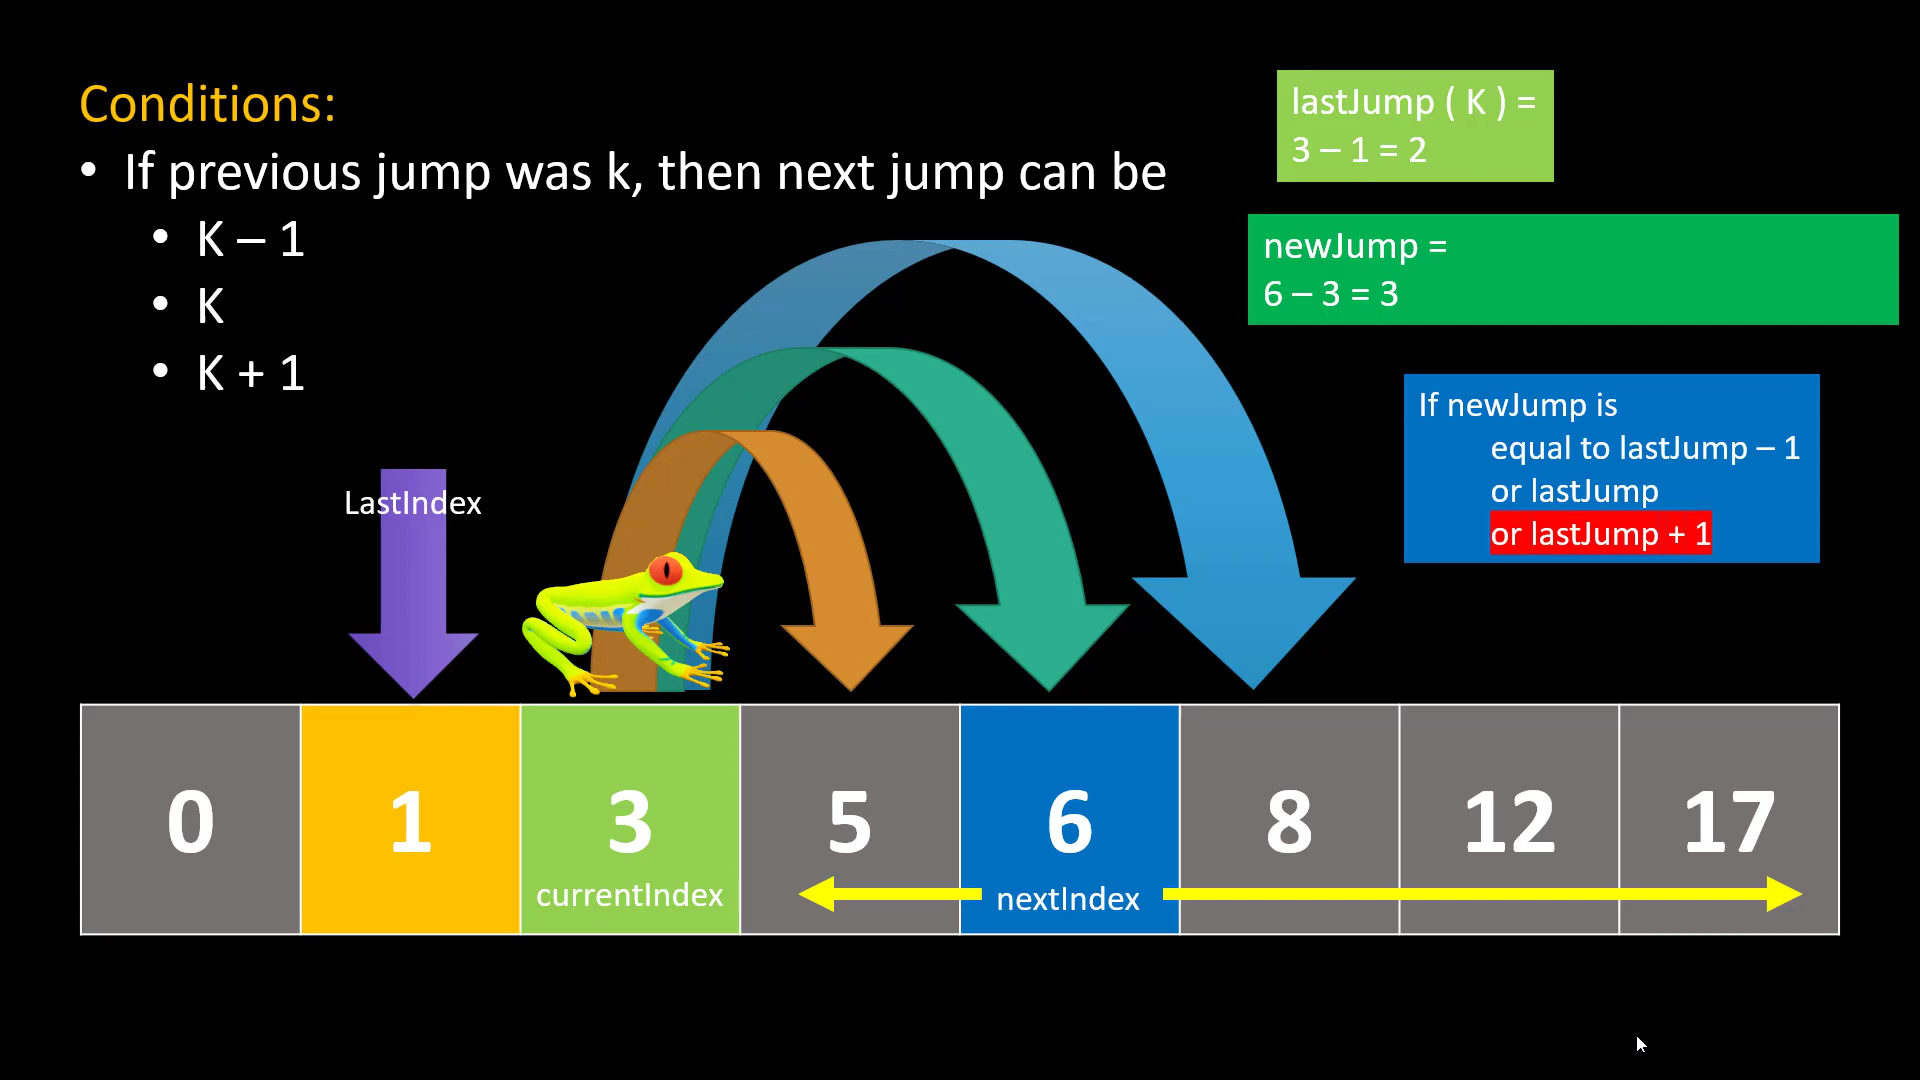 Conditions:
• If previous jump was k, then next jump can be
• K – 1
• K
• K + 1
lastJump ( K ) =
3 – 1 = 2
newJump =
6 – 3 = 3
If newJump is
equal to lastJump – 1
or lastJump
or lastJump + 1
LastIndex
0 1 3 5 6 8 12 17
currentIndex nextIndex